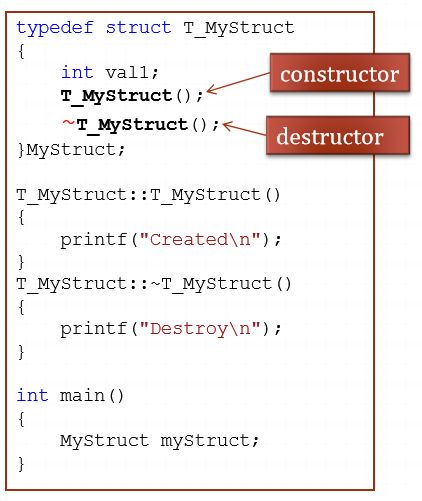 typedef struct T_MyStruct
{
int val1;
T_MyStruct();
constructor
~T_MyStruct();
destructor
}MyStruct;
T_MyStruct::T_MyStruct()
{
printf("Created\n");
}
T_MyStruct::~T_MyStruct()
{
printf("Destroy\n");
}
int main()
{
MyStruct myStruct;
}